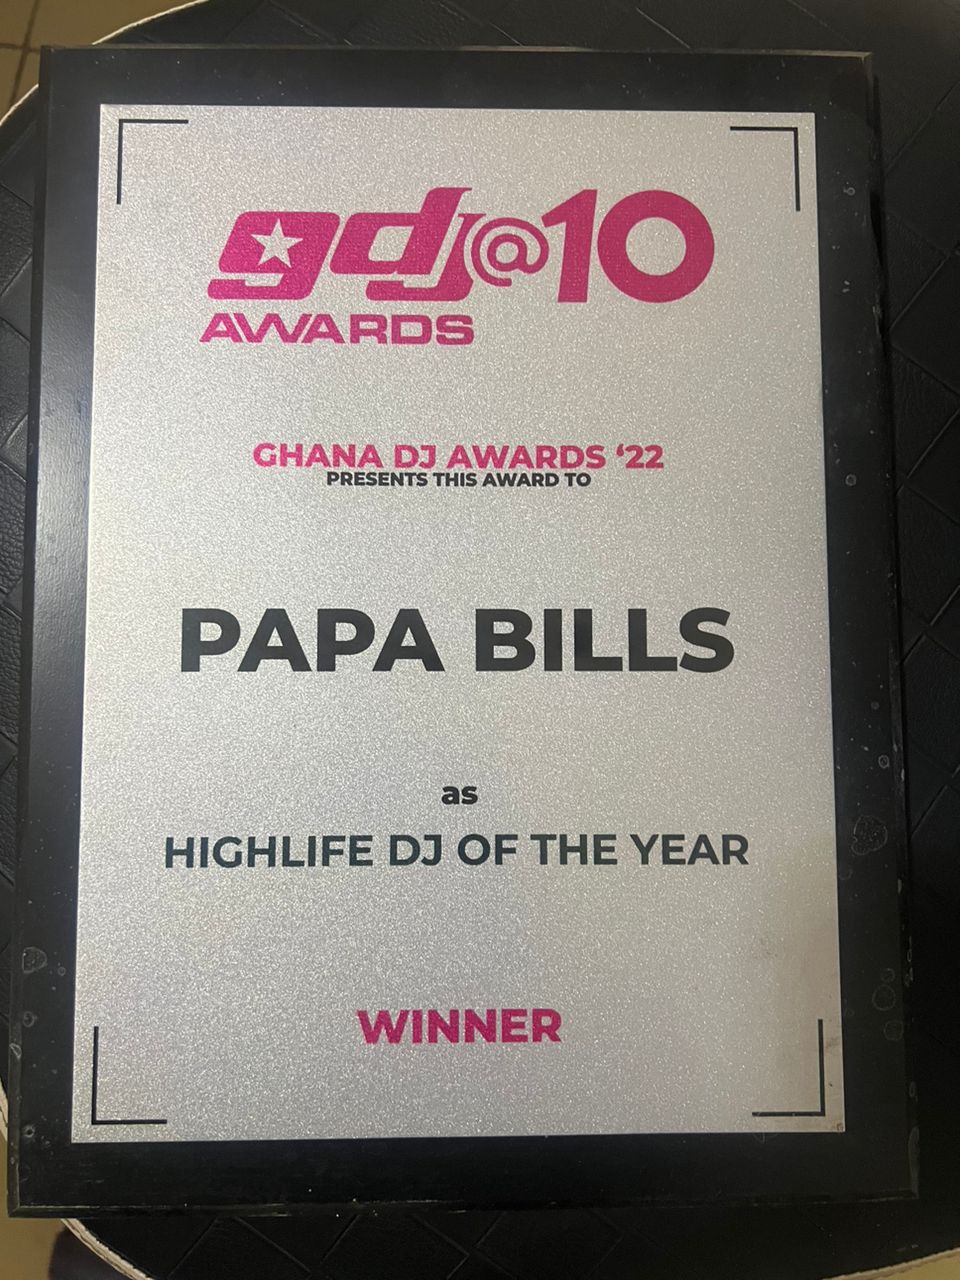 gdj@10
AWARDS
GHANA DJ AWARDS ‘22
PRESENTS THIS AWARD TO
PAPA BILLS
as
HIGHLIFE DJ OF THE YEAR
WINNER